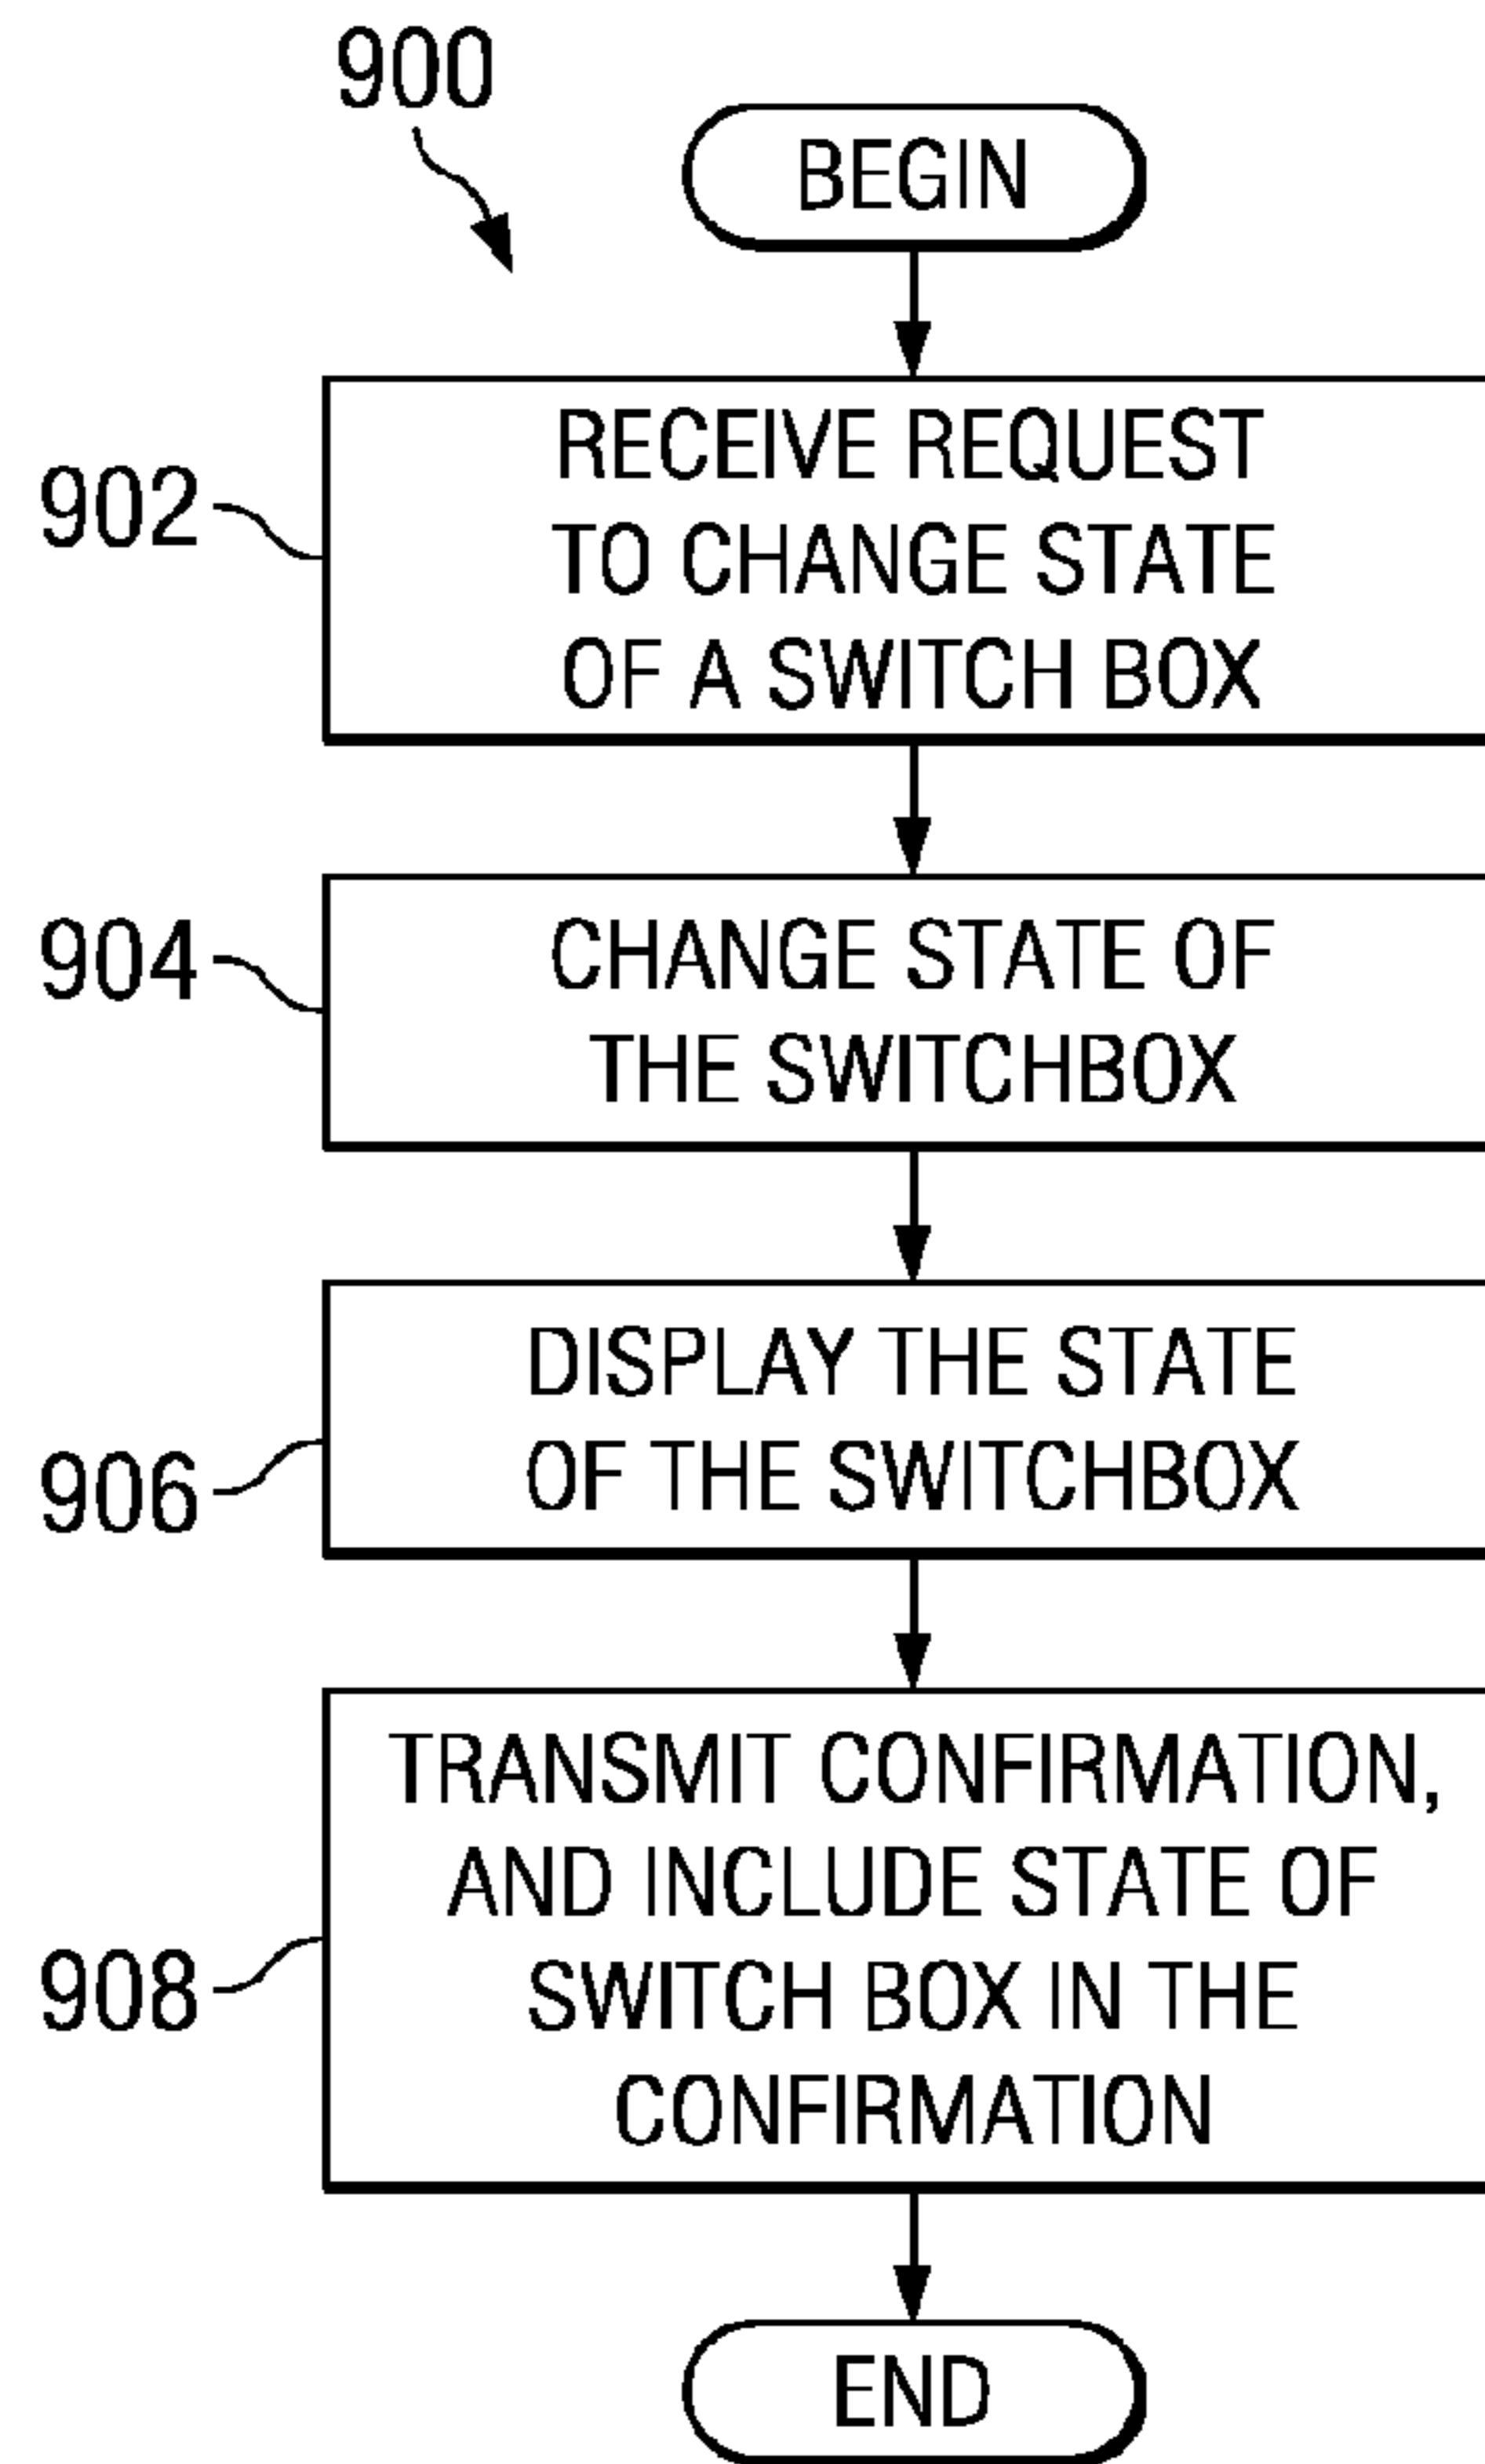 900
BEGIN
902
RECEIVE REQUEST
TO CHANGE STATE
OF A SWITCH BOX
904
CHANGE STATE OF
THE SWITCHBOX
906
DISPLAY THE STATE
OF THE SWITCHBOX
908
TRANSMIT CONFIRMATION,
AND INCLUDE STATE OF
SWITCH BOX IN THE
CONFIRMATION
END